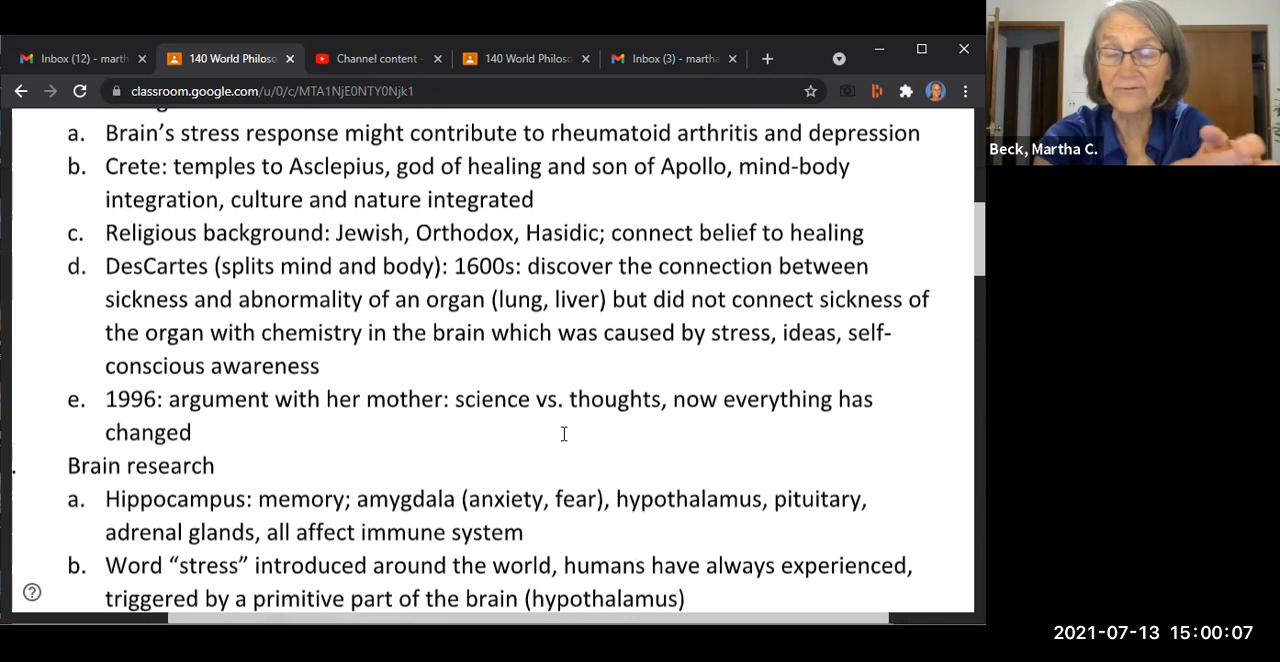 Inbox (12) - marth
140 World Philoso
Channel content -
140 World Philoso
Inbox (3) - martha
classroom.google.com/u/0/c/MTA1NjE0NTY0Njk1
a. Brain's stress response might contribute to rheumatoid arthritis and depression
b. Crete: temples to Asclepius, god of healing and son of Apollo, mind-body
integration, culture and nature integrated
c. Religious background: Jewish, Orthodox, Hasidic; connect belief to healing
d. DesCartes (splits mind and body): 1600s: discover the connection between
sickness and abnormality of an organ (lung, liver) but did not connect sickness of
the organ with chemistry in the brain which was caused by stress, ideas, self-
conscious awareness
e. 1996: argument with her mother: science vs. thoughts, now everything has
changed
. Brain research
a. Hippocampus: memory; amygdala (anxiety, fear), hypothalamus, pituitary,
adrenal glands, all affect immune system
b. Word “stress” introduced around the world, humans have always experienced,
triggered by a primitive part of the brain (hypothalamus)
Beck, Martha C.
2021-07-13 15:00:07